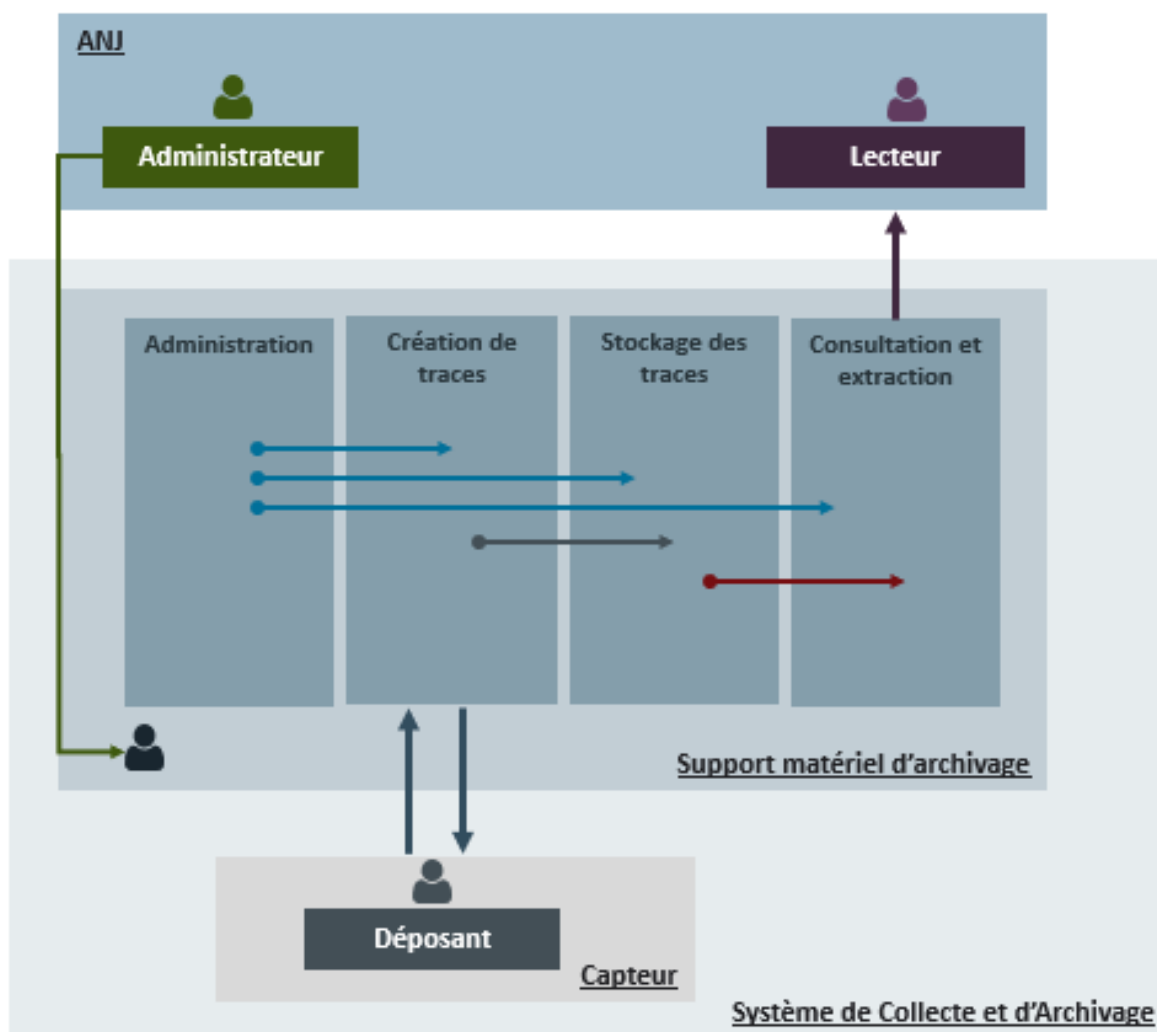 ANJ
Administrateur
Lecteur
Administration
Création de
traces
Stockage des
traces
Consultation et
extraction
Support matériel d'archivage
Déposant
Capteur
Système de Collecte et d'Archivage